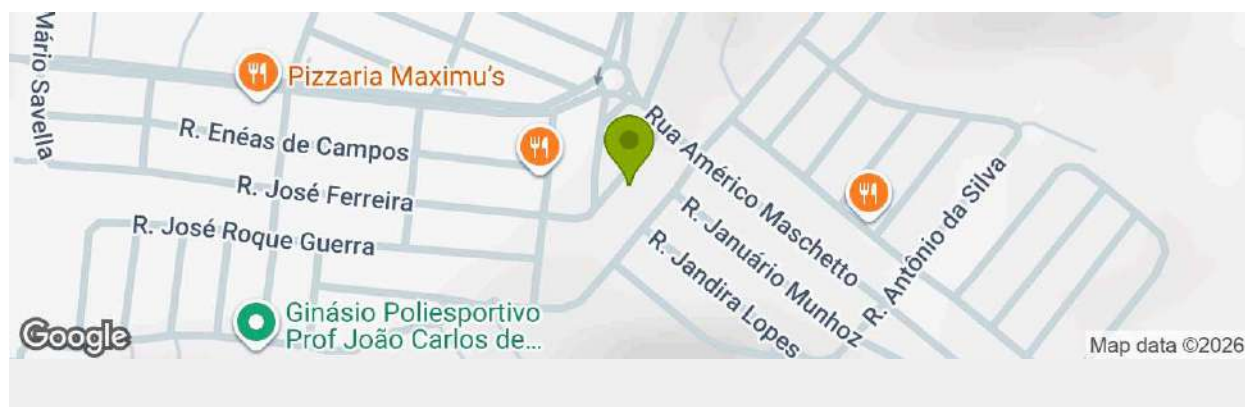 Mário Savella
Pizzaria Maximu's
R. Enéas de Campos
R. José Ferreira
R. José Roque Guerra
Ginásio Poliesportivo
Prof João Carlos de...
Rua Américo Maschetto
R. Januário Munhoz
R. Jandira Lopes
R. Antônio da Silva
Google
Map data ©2026